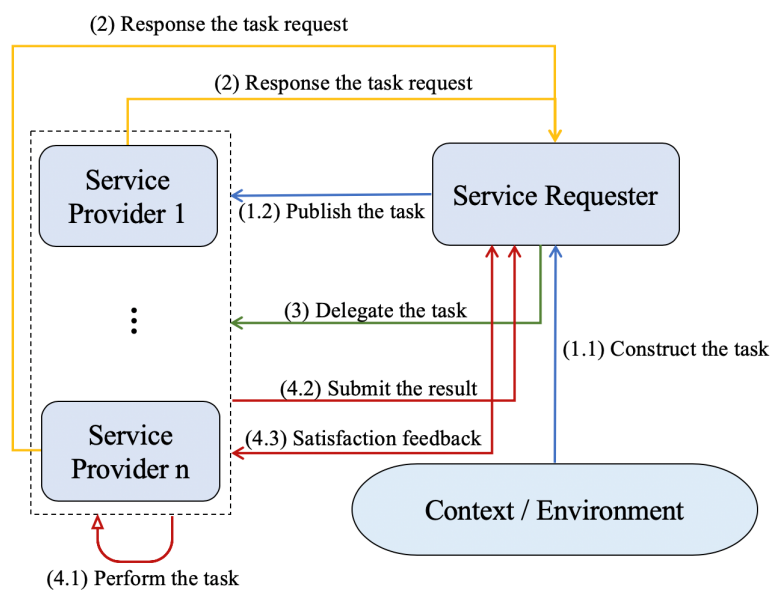 (2) Response the task request
(2) Response the task request
Service
Provider 1
Service Requester
(1.2) Publish the task
(3) Delegate the task
(1.1) Construct the task
(4.2) Submit the result
Service
Provider n
(4.3) Satisfaction feedback
Context / Environment
(4.1) Perform the task